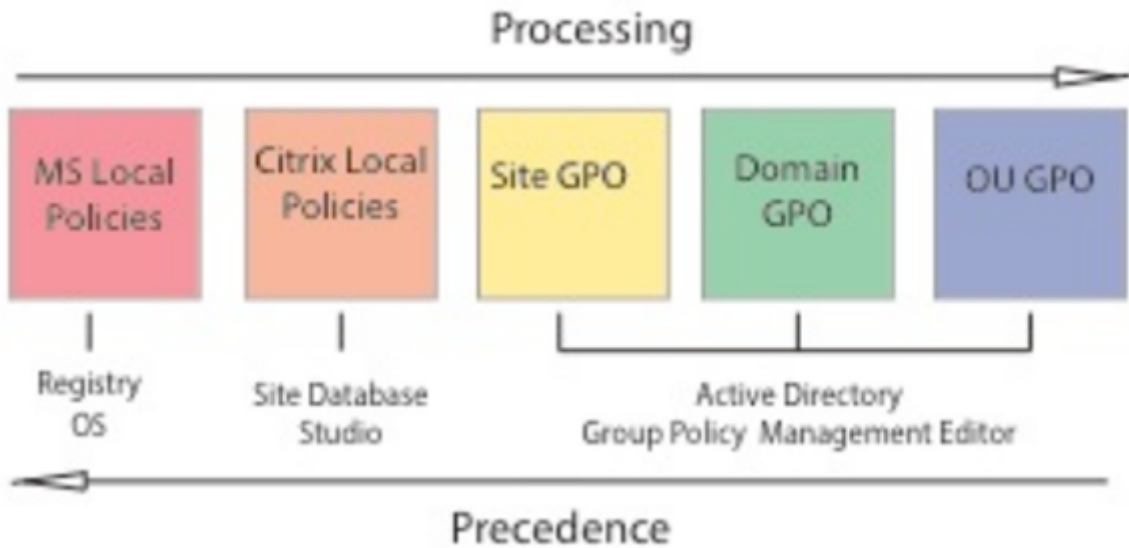 Processing
MS Local
Policies
Citrix Local
Policies
Site GPO
Domain
GPO
OU GPO
Registry
OS
Site Database
Studio
Active Directory
Group Policy Management Editor
Precedence